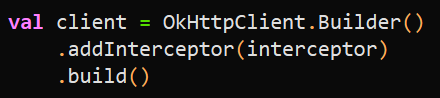 val client = OkHttpClient.Builder()
    .addInterceptor(interceptor)
    .build()